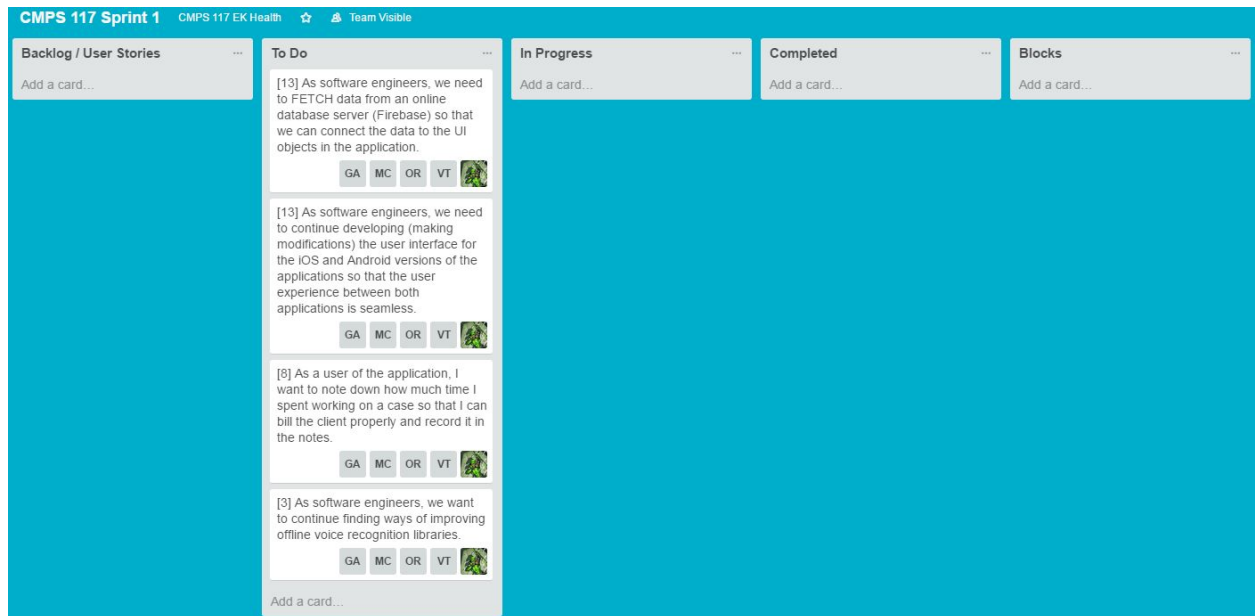 CMPS 117 Sprint 1 CMPS 117 EK Health Team Visible
Backlog / User Stories
Add a card...
To Do
[13] As software engineers, we need
to FETCH data from an online
database server (Firebase) so that
we can connect the data to the UI
objects in the application.
GA MC OR VT
[13] As software engineers, we need
to continue developing (making
modifications) the user interface for
the iOS and Android versions of the
applications so that the user
experience between both
applications is seamless.
GA MC OR VT
[8] As a user of the application, I
want to note down how much time I
spent working on a case so that I can
bill the client properly and record it in
the notes.
GA MC OR VT
[3] As software engineers, we want
to continue finding ways of improving
offline voice recognition libraries.
GA MC OR VT
Add a card...
In Progress
Add a card...
Completed
Add a card...
Blocks
Add a card...